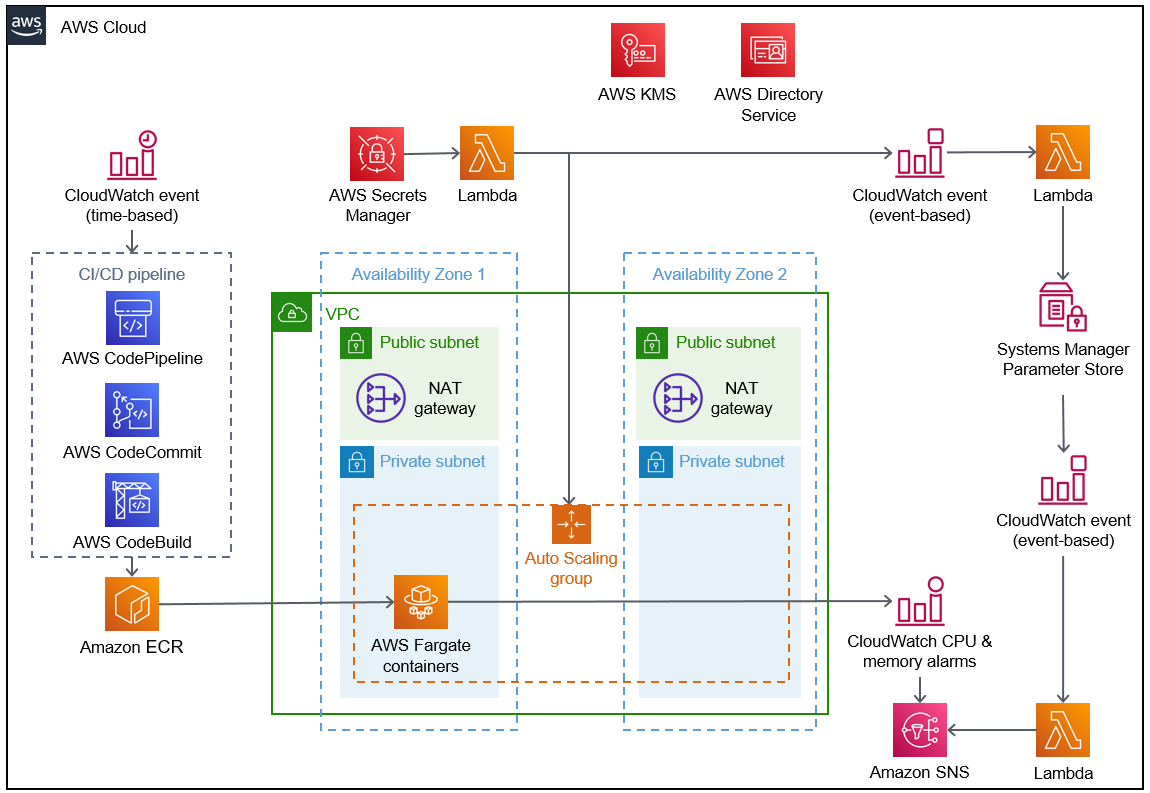 aws
AWS Cloud
AWS KMS
AWS Directory
Service
CloudWatch event
(time-based)
AWS Secrets
Manager
Lambda
CloudWatch event
(event-based)
Lambda
CI/CD pipeline
AWS CodePipeline
AWS CodeCommit
AWS CodeBuild
Amazon ECR
Availability Zone 1
Availability Zone 2
VPC
Public subnet
NAT
gateway
Private subnet
Public subnet
NAT
gateway
Private subnet
Auto Scaling
group
AWS Fargate
containers
Systems Manager
Parameter Store
CloudWatch event
(event-based)
CloudWatch CPU &
memory alarms
Amazon SNS
Lambda